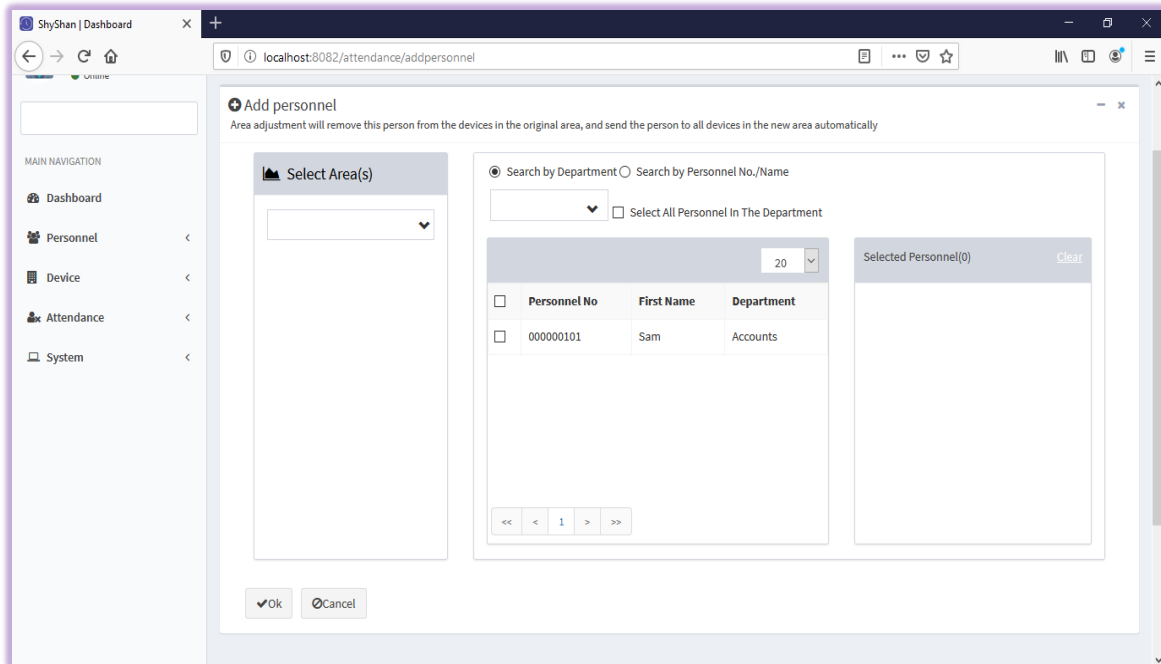 ShyShan | Dashboard
localhost:8082/attendance/addpersonnel
Online
MAIN NAVIGATION
Dashboard
Personnel
Device
Attendance
System
Add personnel
Area adjustment will remove this person from the devices in the original area, and send the person to all devices in the new area automatically
Select Area(s)
Search by Department Search by Personnel No./Name
Select All Personnel In The Department
20
Personnel No First Name Department
000000101 Sam Accounts
<< < 1 > >>
Selected Personnel(0) Clear
Ok Cancel